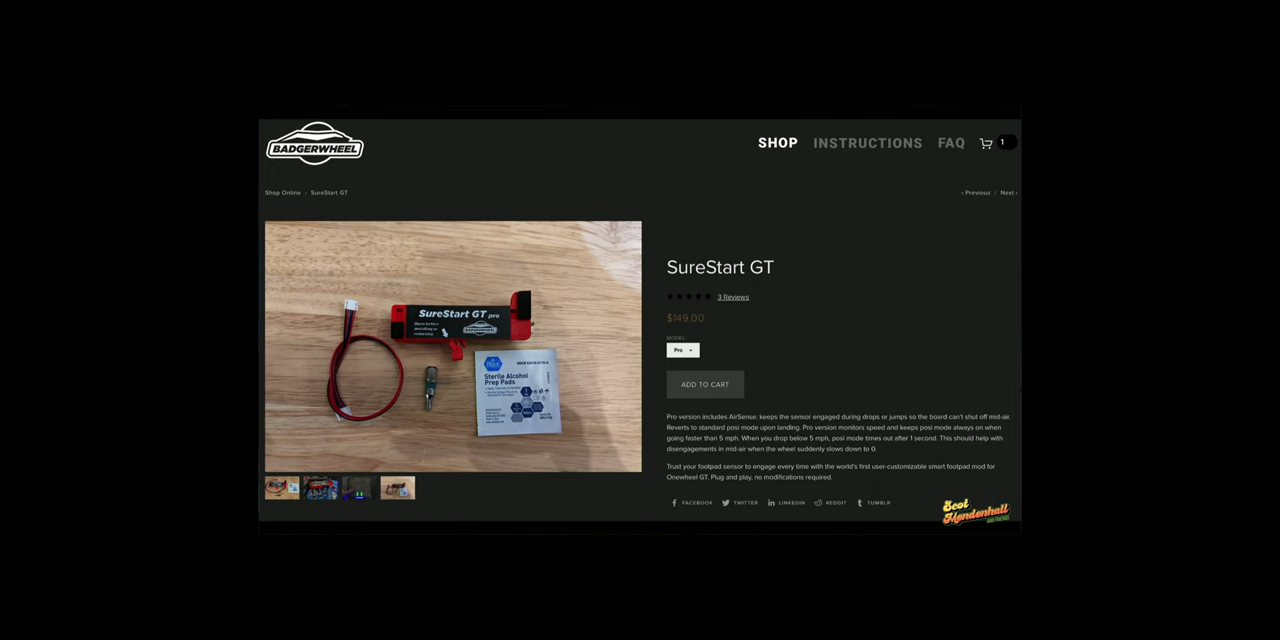 BADGERWHEEL
SHOP INSTRUCTIONS FAQ 1
Shop Online › SureStart GT
‹ Previous / Next ›
SureStart GT pro
BADGERWHEEL
Sterile Alcohol
Prep Pads
SureStart GT
3 Reviews
$149.00
MODEL:
Pro
ADD TO CART
Pro version includes AirSense: keeps the sensor engaged during drops or jumps so the board can't shut off mid-air,
Reverts to standard posi mode upon landing. Pro version monitors speed and keeps posi mode always on when
going faster than 5 mph. When you drop below 5 mph, posi mode times out after 1 second. This should help with
disengagements in mid-air when the wheel suddenly slows down to 0.
Trust your footpad sensor to engage every time with the world's first user-customizable smart footpad mod for
Onewheel GT. Plug and play, no modifications required.
FACEBOOK TWITTER LINKEDIN REDDIT TUMBLR
Scot
Mendenhall
AND FRIENDS